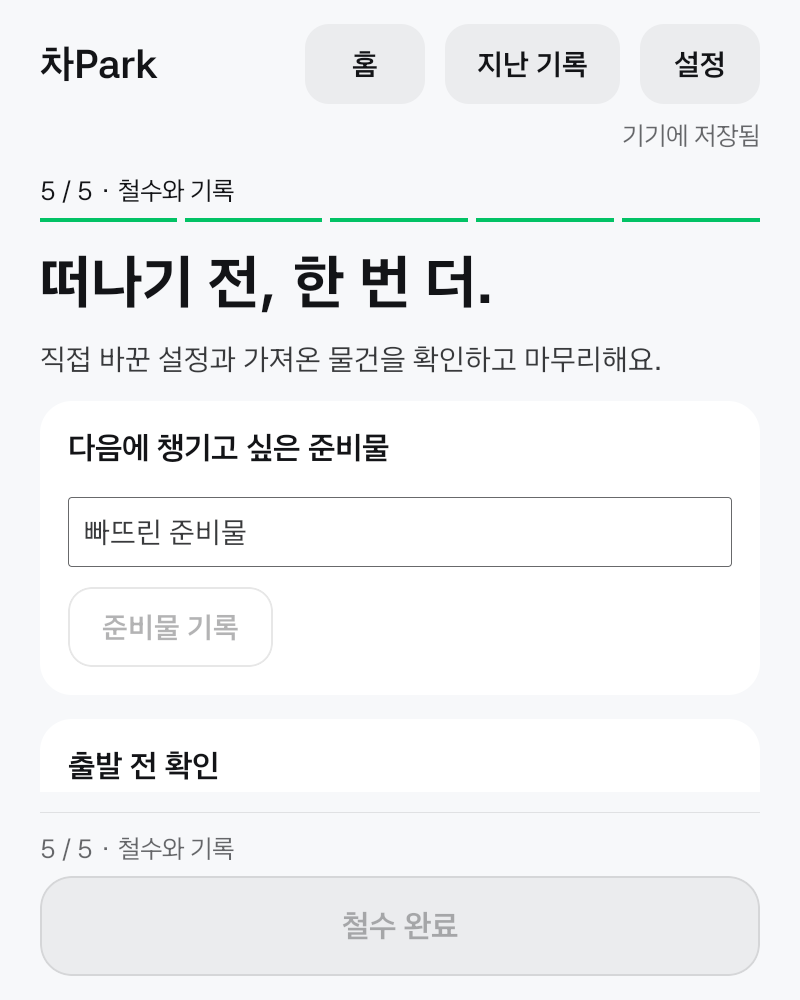 차Park
홈
지난 기록
설정
기기에 저장됨
5 / 5 · 철수와 기록
떠나기 전, 한 번 더.
직접 바꾼 설정과 가져온 물건을 확인하고 마무리해요.
다음에 챙기고 싶은 준비물
빠뜨린 준비물
준비물 기록
출발 전 확인
5 / 5 · 철수와 기록
철수 완료